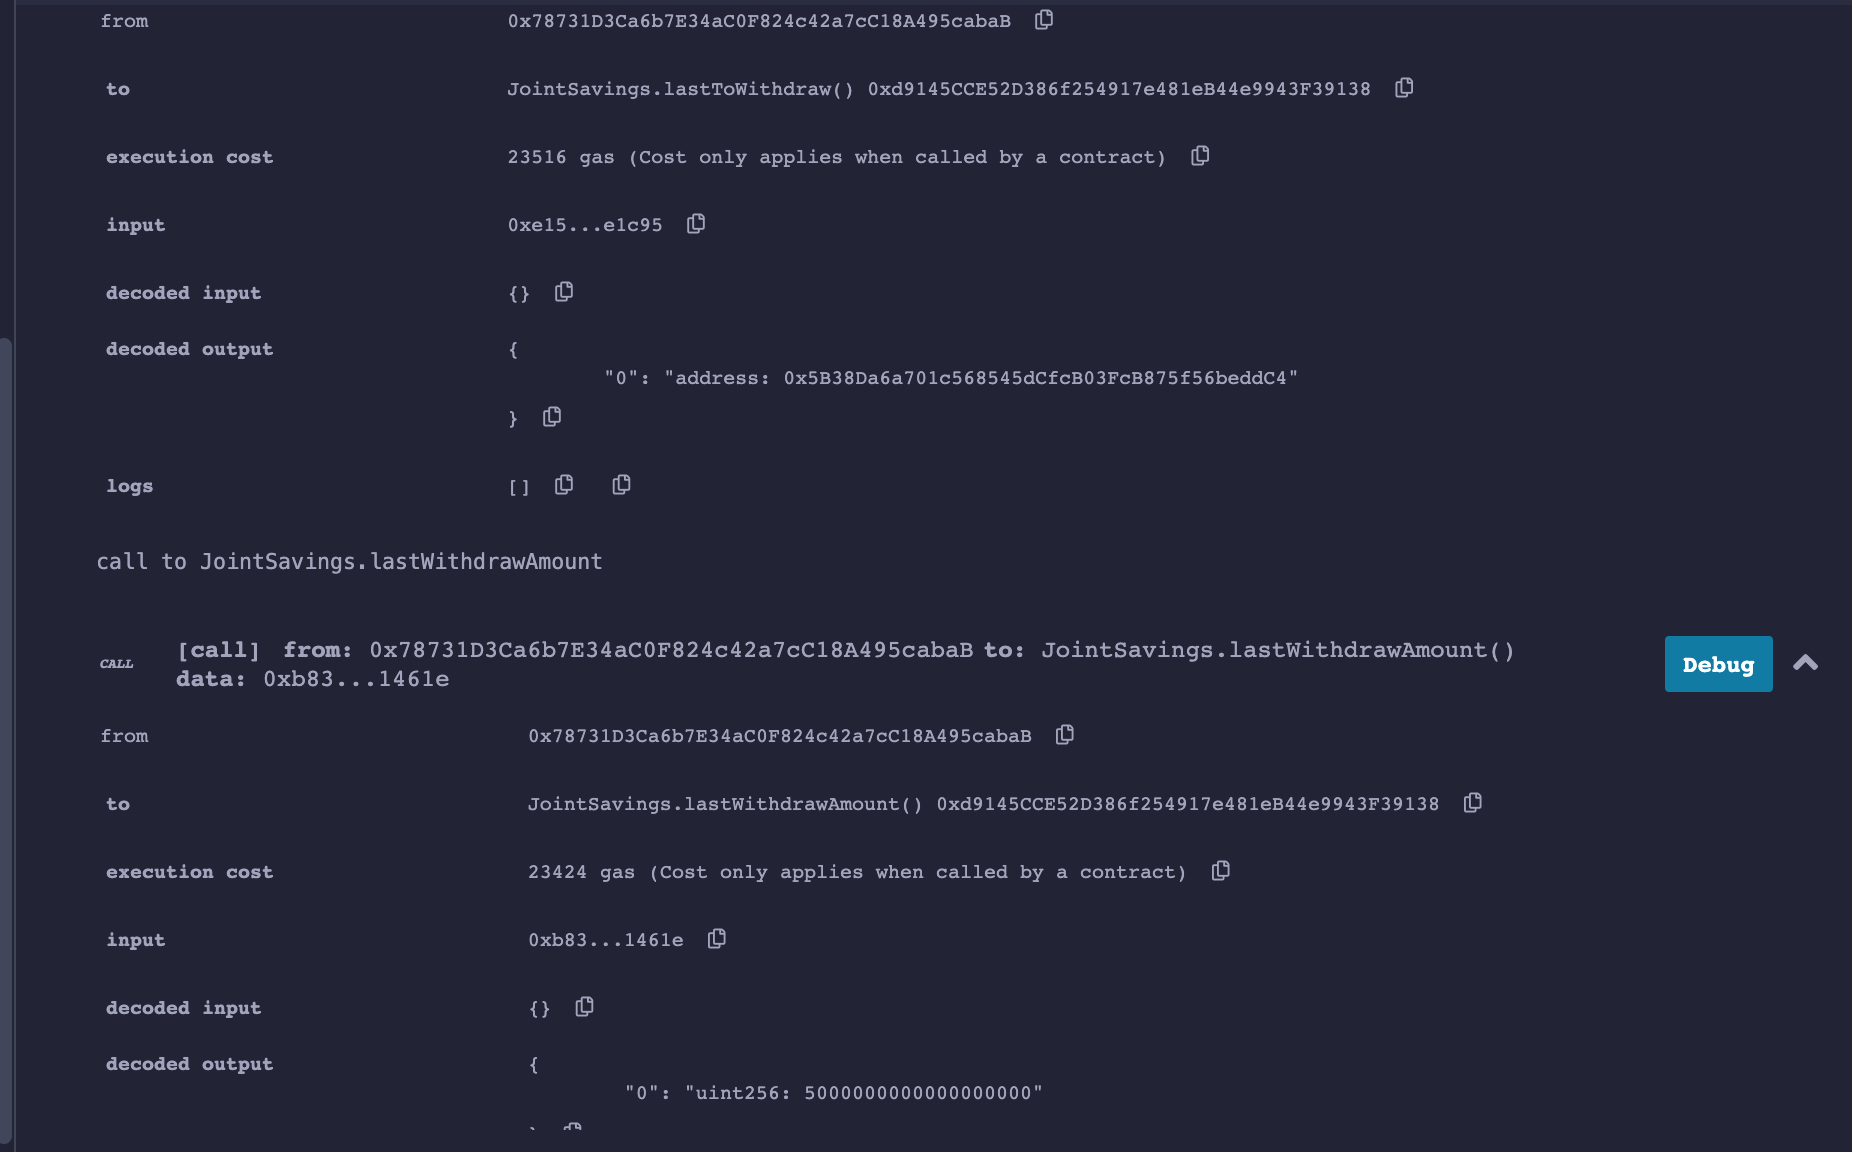 from 0x78731D3Ca6b7E34aC0F824c42a7cC18A495cabaB
to JointSavings.lastToWithdraw() 0xd9145CCE52D386f254917e481eB44e9943F39138
execution cost 23516 gas (Cost only applies when called by a contract)
input 0xe15...e1c95
decoded input {}
decoded output {
"0": "address: 0x5B38Da6a701c568545dCfcB03FcB875f56beddC4"
}
logs []
call to JointSavings.lastWithdrawAmount
CALL [call] from: 0x78731D3Ca6b7E34aC0F824c42a7cC18A495cabaB to: JointSavings.lastWithdrawAmount() Debug
data: 0xb83...1461e
from 0x78731D3Ca6b7E34aC0F824c42a7cC18A495cabaB
to JointSavings.lastWithdrawAmount() 0xd9145CCE52D386f254917e481eB44e9943F39138
execution cost 23424 gas (Cost only applies when called by a contract)
input 0xb83...1461e
decoded input {}
decoded output {
"0": "uint256: 5000000000000000000"